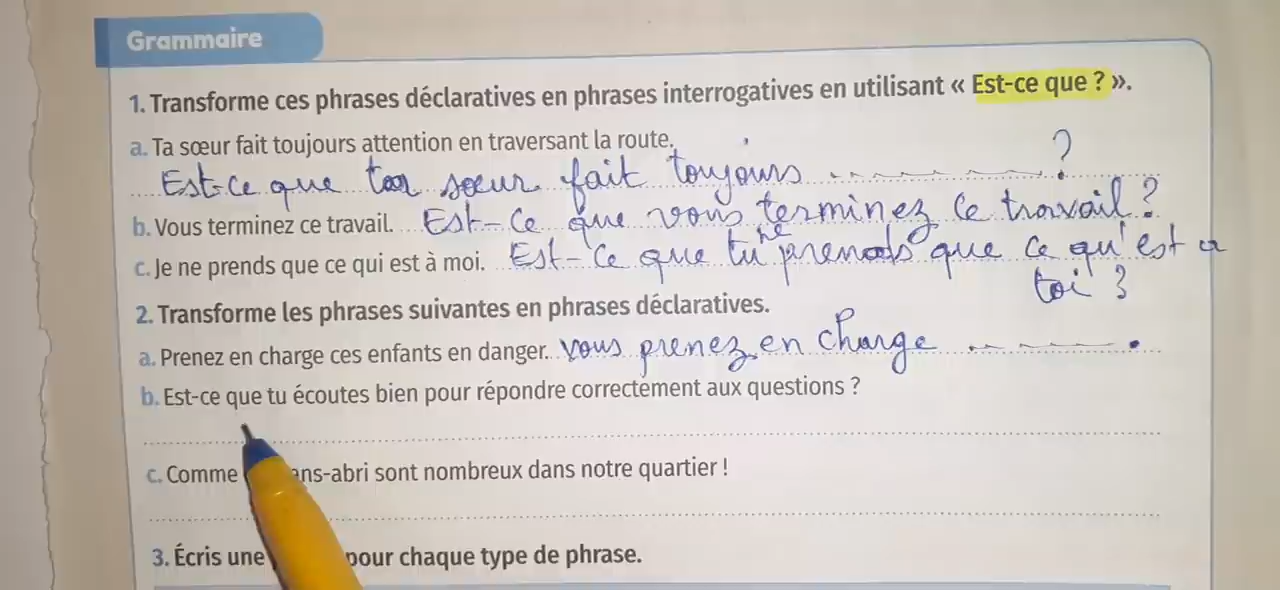 Grammaire
1. Transforme ces phrases déclaratives en phrases interrogatives en utilisant « Est-ce que ? ».
a. Ta sœur fait toujours attention en traversant la route.
Est-ce que ta sœur fait toujours ............ ?
b. Vous terminez ce travail. Est-ce que vous terminez ce travail ?
c. Je ne prends que ce qui est à moi. Est-ce que tu ne prends que ce qu'est a
toi ?
2. Transforme les phrases suivantes en phrases déclaratives.
a. Prenez en charge ces enfants en danger. Vous prenez en charge ............ .
b. Est-ce que tu écoutes bien pour répondre correctement aux questions ?
c. Comme ans-abri sont nombreux dans notre quartier !
3. Écris une pour chaque type de phrase.